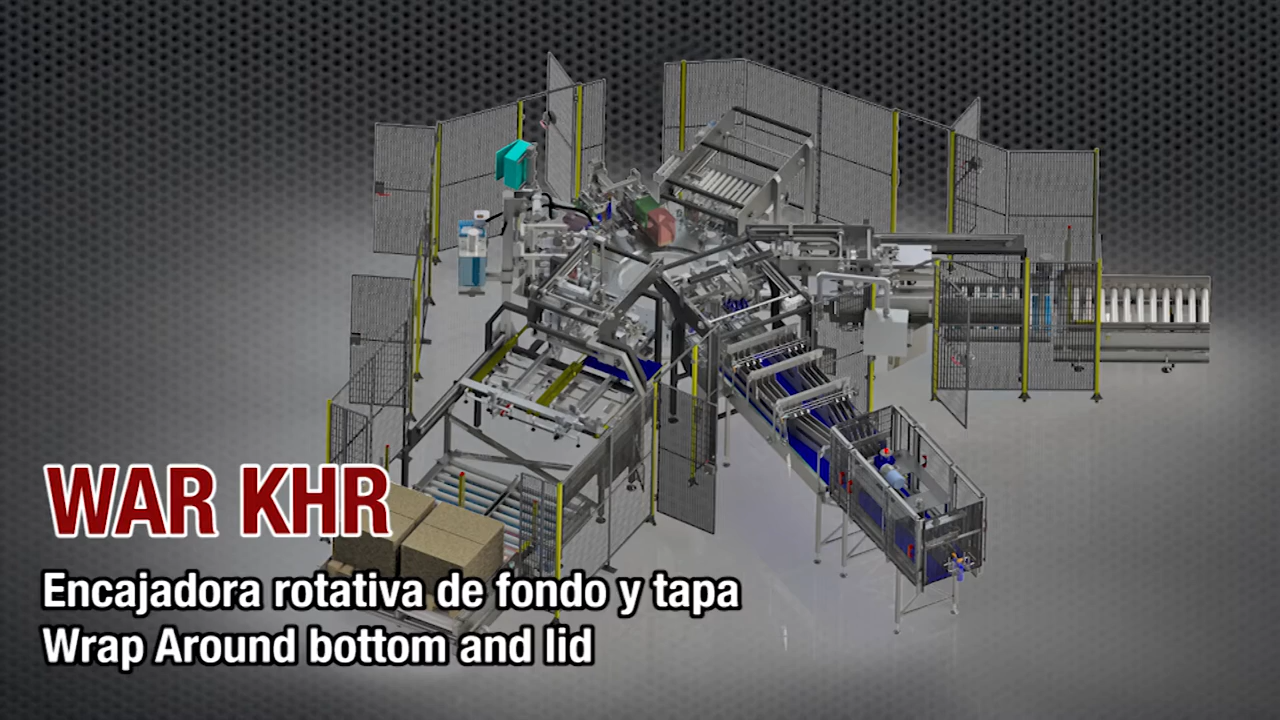 WAR KHR
Encajadora rotativa de fondo y tapa
Wrap Around bottom and lid